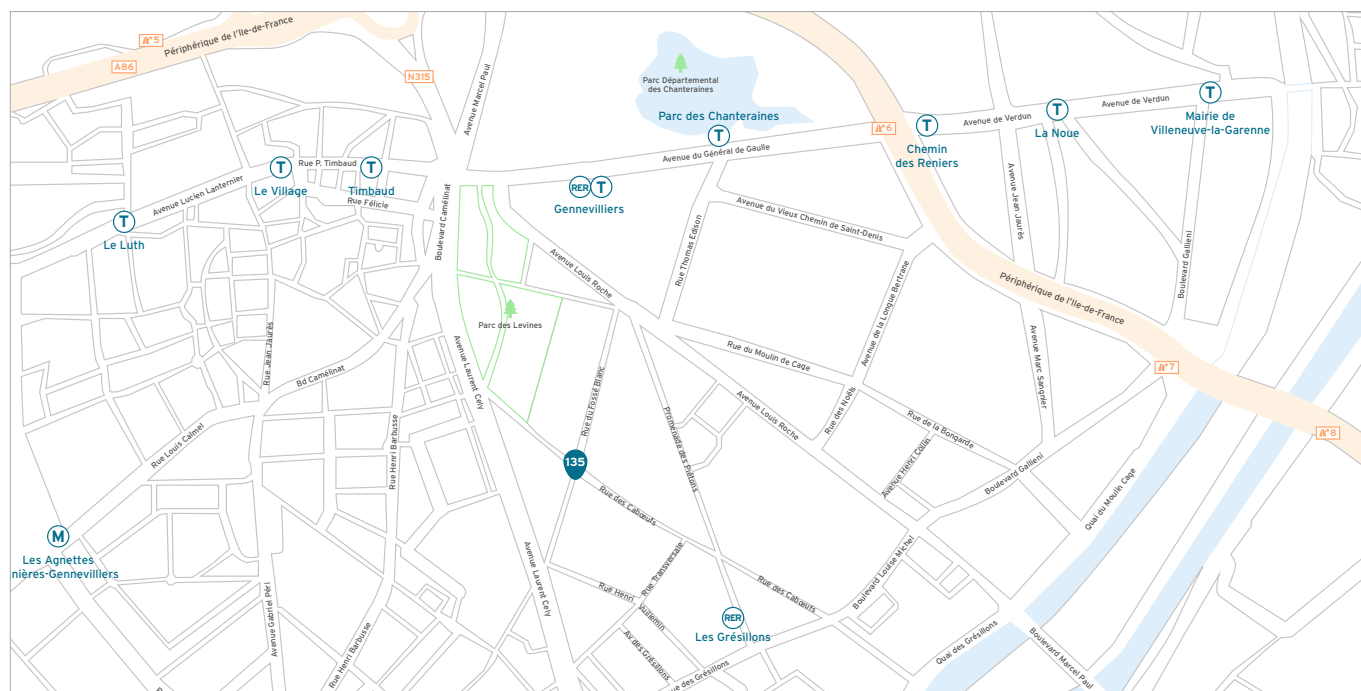 5
Périphérique de l'Ile-de-France
A86
N315
Avenue Marcel Paul
Parc Départemental
des Chanteraines
Parc des Chanteraines
T
6
T
Chemin
des Reniers
Avenue de Verdun
T
La Noue
Avenue de Verdun
T
Mairie de
Villeneuve-la-Garenne
Avenue du Général de Gaulle
Rue P. Timbaud
T
Le Village
T
Timbaud
Rue Félicie
Avenue Lucien Lanternier
T
Le Luth
RER
T
Gennevilliers
Boulevard Camélinat
Avenue Louis Roche
Rue Thomas Edison
Avenue du Vieux Chemin de Saint-Denis
Avenue de la Longue Bertrane
Avenue Jean Jaurès
Boulevard Gallieni
Périphérique de l'Ile-de-France
Parc des Levines
Rue Jean Jaurès
Bd Camélinat
Avenue Laurent Cely
Rue du Fossé Blanc
Promenade des Piétons
Rue du Moulin de Cage
Avenue Louis Roche
Rue des Noëls
Avenue Marc Sangnier
7
8
Rue de la Bongarde
Avenue Henri Collin
Boulevard Gallieni
Quai du Moulin Cage
Rue Louis Calmel
Rue Henri Barbusse
135
Rue des Cabœufs
M
Les Agnettes
nières-Gennevilliers
Avenue Gabriel Péri
Rue Henri Barbusse
Avenue Laurent Cely
Rue Henri
Vuillemin
Rue Transversale
Av des Grésillons
Rue des Cabœufs
RER
Les Grésillons
ue des Grésillons
Boulevard Louise Michel
Quai des Grésillons
Boulevard Marcel Paul